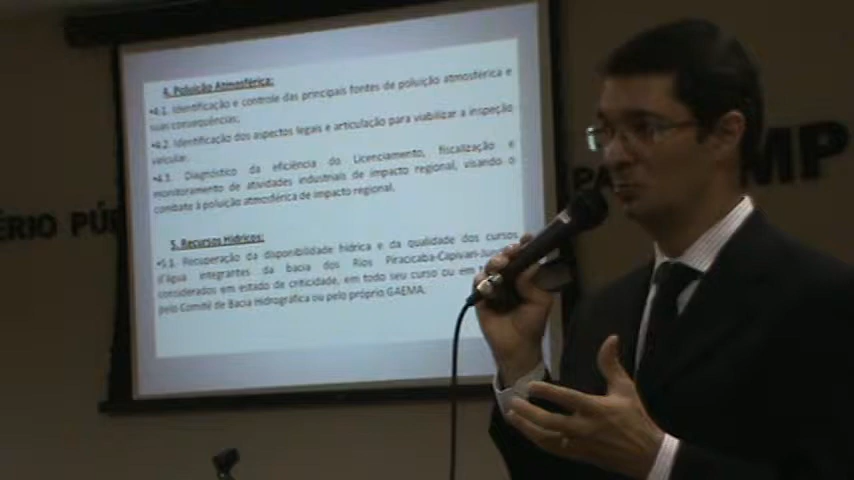 4. Poluição Atmosférica:
•4.1. Identificação e controle das principais fontes de poluição atmosférica e
suas consequências;
•4.2. Identificação dos aspectos legais e articulação para viabilizar a inspeção
veicular.
•4.3. Diagnóstico da eficiência do Licenciamento, fiscalização e
monitoramento de atividades industriais de impacto regional, visando o
combate à poluição atmosférica de impacto regional.
5. Recursos Hídricos:
•5.1. Recuperação da disponibilidade hídrica e da qualidade dos cursos
d'água integrantes da bacia dos Rios Piracicaba-Capivari-
considerados em estado de criticidade, em todo seu curso ou em
pelo Comitê de Bacia Hidrográfica ou pelo próprio GAEMA.
ÉRIO PÚ
MP